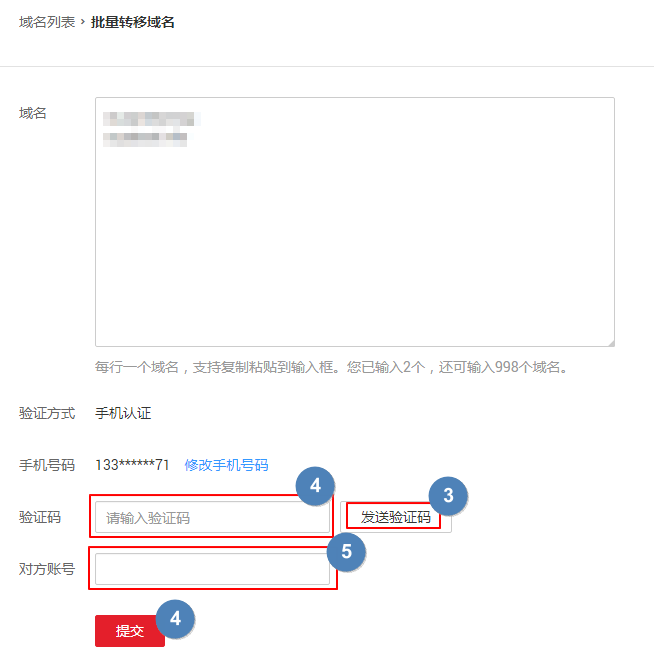 域名列表 › 批量转移域名
域名
每行一个域名，支持复制粘贴到输入框。您已输入2个，还可输入998个域名。
验证方式 手机认证
手机号码 133******71 修改手机号码
4
3
验证码 请输入验证码 发送验证码
5
对方账号
4
提交